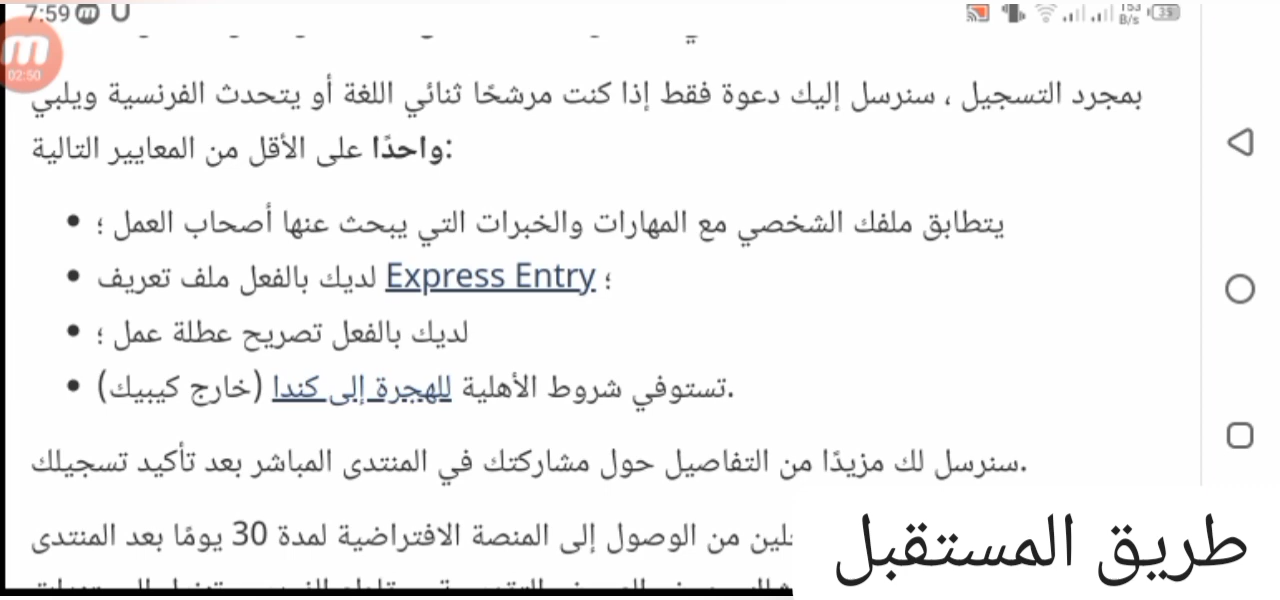 7:59
153 B/s
35
02:50
بمجرد التسجيل ، سنرسل إليك دعوة فقط إذا كنت مرشحًا ثنائي اللغة أو يتحدث الفرنسية ويلبي
واحدًا على الأقل من المعايير التالية:
يتطابق ملفك الشخصي مع المهارات والخبرات التي يبحث عنها أصحاب العمل ؛
لديك بالفعل ملف تعريف Express Entry ؛
لديك بالفعل تصريح عطلة عمل ؛
تستوفي شروط الأهلية للهجرة إلى كندا (خارج كيبيك).
سنرسل لك مزيدًا من التفاصيل حول مشاركتك في المنتدى المباشر بعد تأكيد تسجيلك.
من الوصول إلى المنصة الافتراضية لمدة 30 يومًا بعد المنتدى
طريق المستقبل